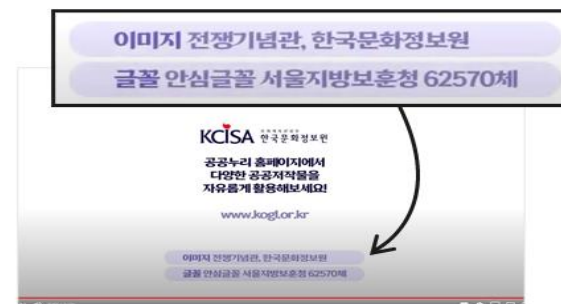 이미지 전쟁기념관, 한국문화정보원
글꼴 안심글꼴 서울지방보훈청 62570체
KCISA 한국문화정보원
공공누리 홈페이지에서
다양한 공공저작물을
자유롭게 활용해보세요!
www.kogl.or.kr
이미지 전쟁기념관, 한국문화정보원
글꼴 안심글꼴 서울지방보훈청 62570체